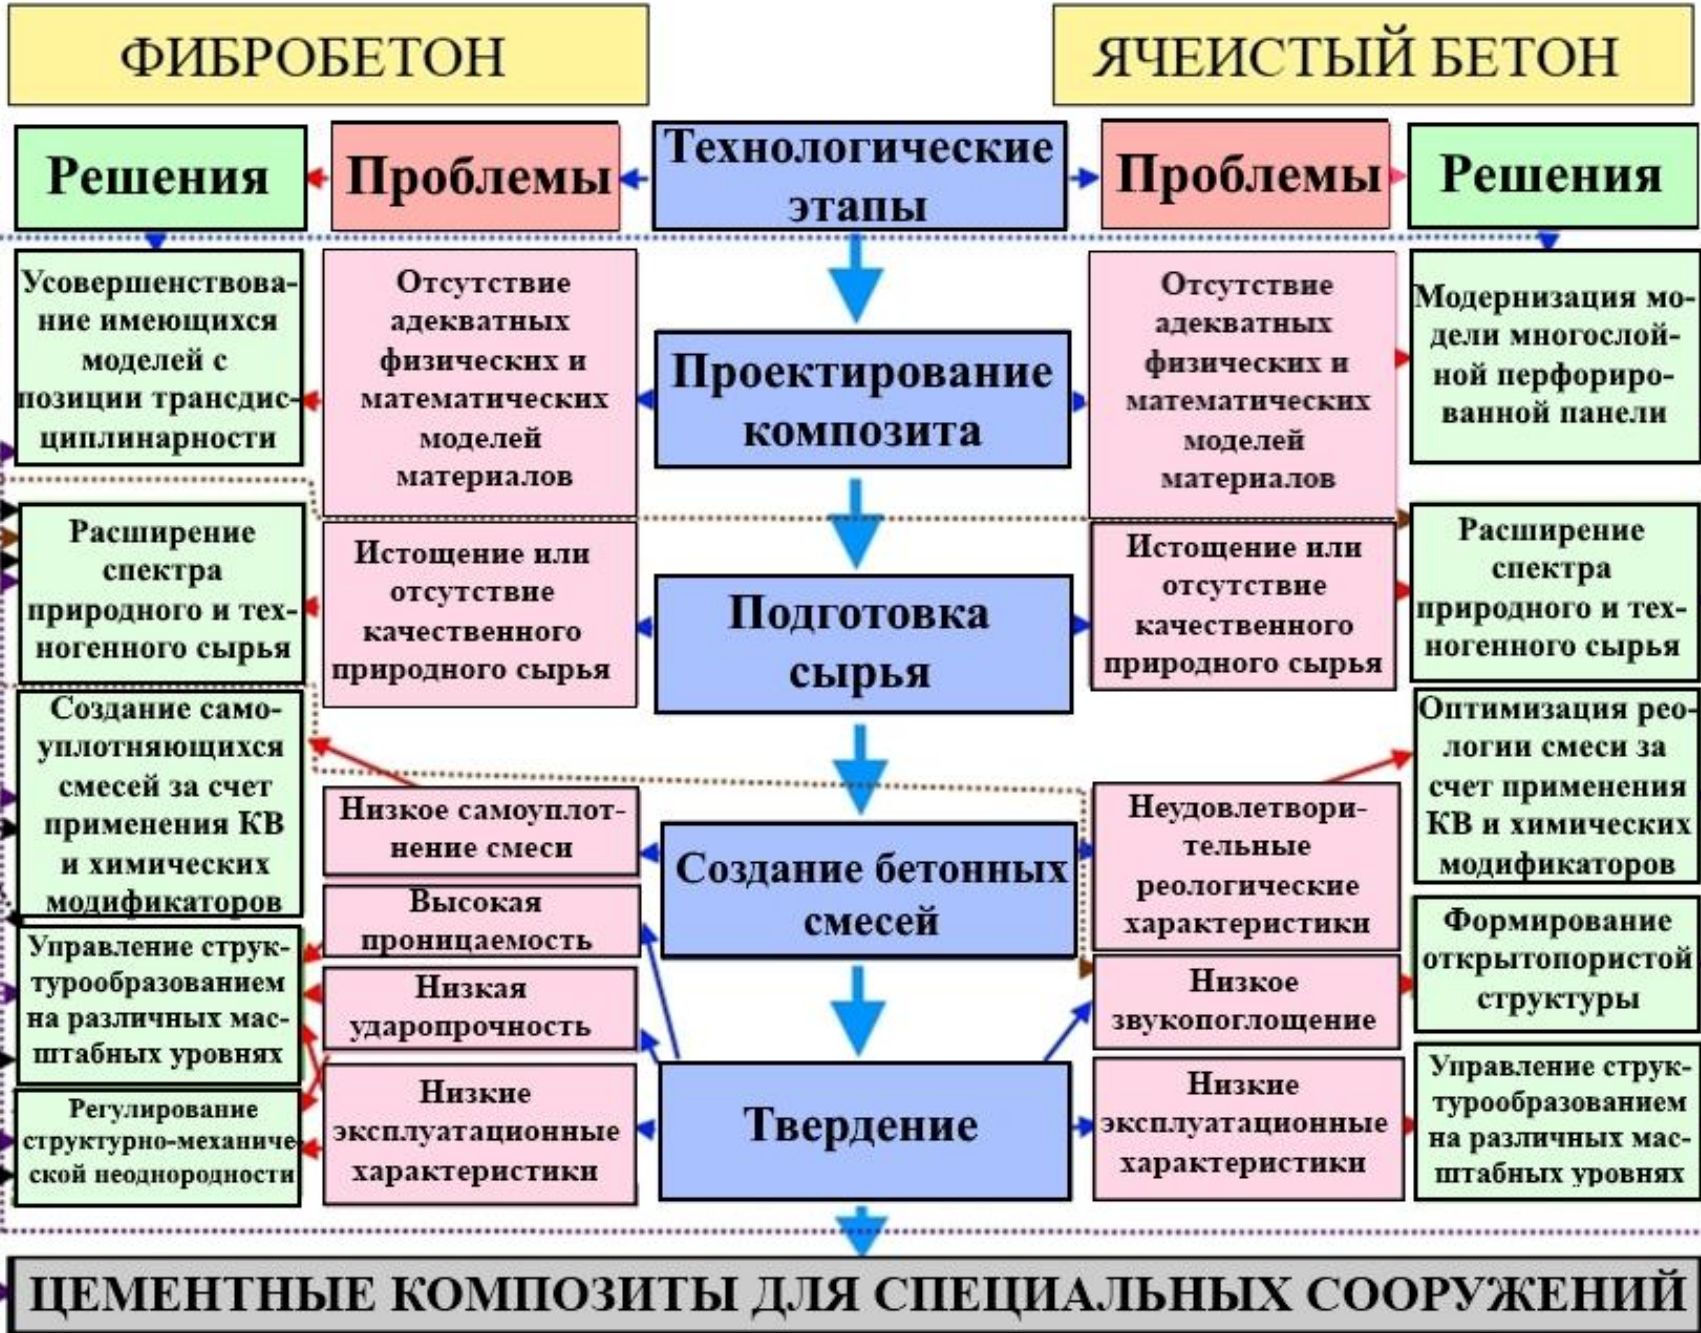 ФИБРОБЕТОН
ЯЧЕИСТЫЙ БЕТОН
Решения
Проблемы
Технологические
этапы
Проблемы
Решения
Усовершенствова-
ние имеющихся
моделей с
позиции трансдис-
циплинарности
Отсутствие
адекватных
физических и
математических
моделей
материалов
Проектирование
композита
Отсутствие
адекватных
физических и
математических
моделей
материалов
Модернизация мо-
дели многослой-
ной перфориро-
ванной панели
Расширение
спектра
природного и тех-
ногенного сырья
Истощение или
отсутствие
качественного
природного сырья
Подготовка
сырья
Истощение или
отсутствие
качественного
природного сырья
Расширение
спектра
природного и тех-
ногенного сырья
Создание само-
уплотняющихся
смесей за счет
применения КВ
и химических
модификаторов
Низкое самоуплот-
нение смеси
Создание бетонных
смесей
Неудовлетвори-
тельные
реологические
характеристики
Оптимизация рео-
логии смеси за
счет применения
КВ и химических
модификаторов
Высокая
проницаемость
Управление струк-
турообразованием
на различных мас-
штабных уровнях
Низкая
ударопрочность
Низкое
звукопоглощение
Формирование
открытопористой
структуры
Регулирование
структурно-механиче
ской неоднородности
Низкие
эксплуатационные
характеристики
Твердение
Низкие
эксплуатационные
характеристики
Управление струк-
турообразованием
на различных мас-
штабных уровнях
ЦЕМЕНТНЫЕ КОМПОЗИТЫ ДЛЯ СПЕЦИАЛЬНЫХ СООРУЖЕНИЙ